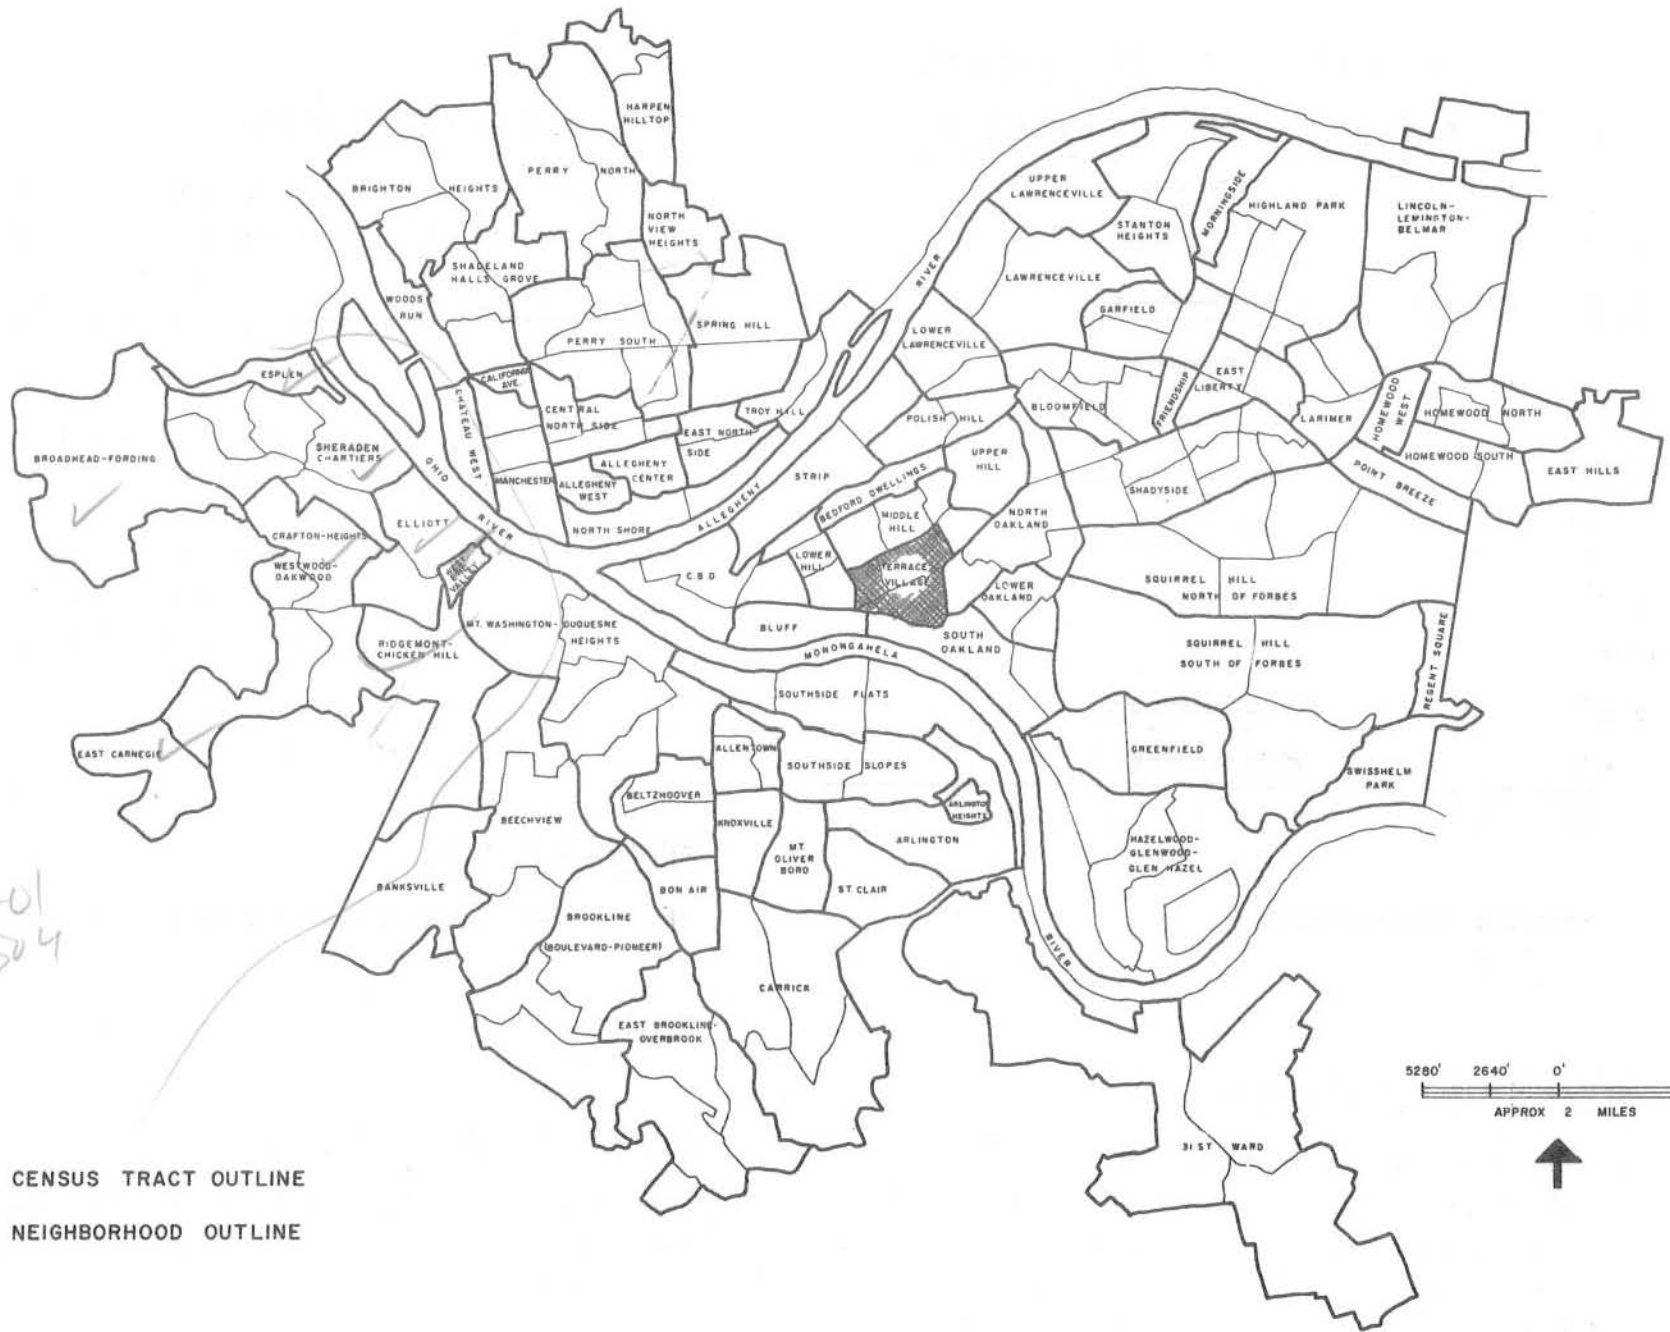 HARPEN
HILLTOP
PERRY NORTH
BRIGHTON HEIGHTS
NORTH
VIEW
HEIGHTS
SHADELAND
HALLS GROVE
WOODS
RUN
SPRING HILL
PERRY SOUTH
CALIFORNIA
AVE.
CHATEAU WEST
CENTRAL
NORTH SIDE
TROY HILL
EAST NORTH
SIDE
ALLEGHENY
CENTER
MANCHESTER
ALLEGHENY
WEST
NORTH SHORE
ESPLEN
BROADHEAD-FORDING
SHERADEN
CHARTIERS
OHIO
RIVER
ELLIOTT
CRAFTON-HEIGHTS
WESTWOOD-
OAKWOOD
WEST
END
VALLEY
RIDGEMONT-
CHICKEN HILL
MT. WASHINGTON-DUQUESNE
HEIGHTS
EAST CARNEGIE
BANKSVILLE
BEECHVIEW
BELTZHOOVER
ALLENTOWN
KNOXVILLE
MT.
OLIVER
BORO
BON AIR
BROOKLINE
(BOULEVARD-PIONEER)
EAST BROOKLINE-
OVERBROOK
CARRICK
SOUTHSIDE FLATS
SOUTHSIDE SLOPES
ARLINGTON
HEIGHTS
ARLINGTON
ST. CLAIR
ALLEGHENY
RIVER
STRIP
C.B.D
BLUFF
MONONGAHELA
RIVER
LOWER
HILL
BEDFORD DWELLINGS
MIDDLE
HILL
UPPER
HILL
TERRACE
VILLAGE
POLISH HILL
LOWER
LAWRENCEVILLE
LAWRENCEVILLE
UPPER
LAWRENCEVILLE
STANTON
HEIGHTS
MORNINGSIDE
HIGHLAND PARK
LINCOLN-
LEMINGTON-
BELMAR
GARFIELD
BLOOMFIELD
FRIENDSHIP
EAST
LIBERTY
LARIMER
HOMEWOOD
WEST
HOMEWOOD NORTH
HOMEWOOD SOUTH
EAST HILLS
POINT BREEZE
SHADYSIDE
NORTH
OAKLAND
LOWER
OAKLAND
SOUTH
OAKLAND
SQUIRREL HILL
NORTH OF FORBES
SQUIRREL HILL
SOUTH OF FORBES
REGENT SQUARE
GREENFIELD
SWISSHELM
PARK
HAZELWOOD-
GLENWOOD-
GLEN HAZEL
31 ST WARD
5280' 2640' 0'
APPROX 2 MILES
CENSUS TRACT OUTLINE
NEIGHBORHOOD OUTLINE